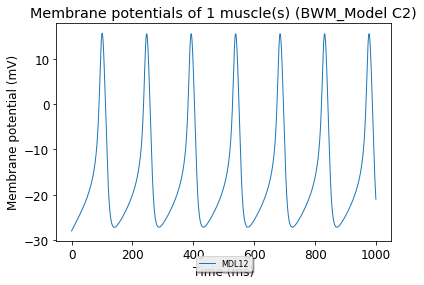 Membrane potentials of 1 muscle(s) (BWM_Model C2)
Membrane potential (mV)
10
0
−10
−20
−30
0 200 400 600 800 1000
Time (ms)
MDL12